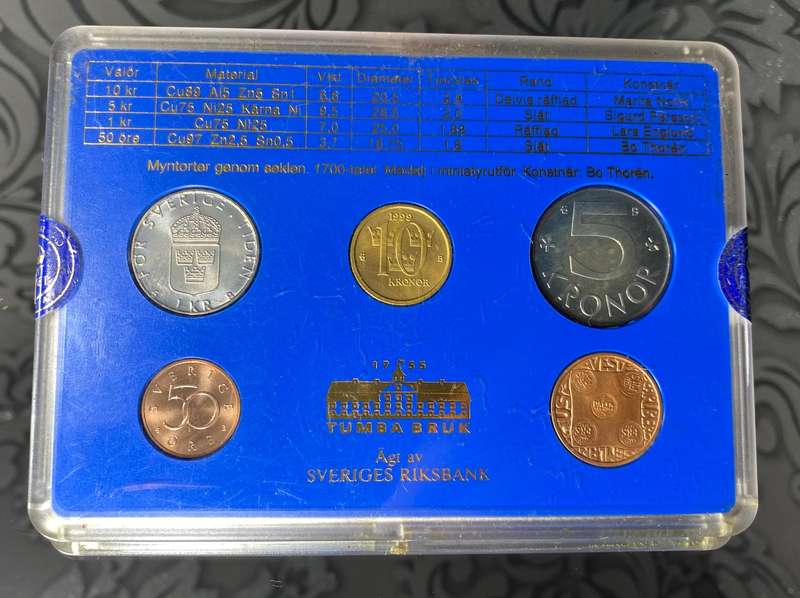 Valör Material Vikt Diameter Tjocklek Rand Konstnär
10 kr Cu89 Al5 Zn5 Sn1 6,6 20,5 2,9 Delvis räfflad Marita Norin
5 kr Cu75 Ni25 Kärna Ni 9,5 28,5 2,0 Slät Sigurd Persson
1 kr Cu75 Ni25 7,0 25,0 1,88 Räfflad Lars Englund
50 öre Cu97 Zn2,5 Sn0,5 3,7 18,75 1,8 Slät Bo Thorén
Myntorter genom seklen. 1700-talet. Medalj i miniatyrutför. Konstnär: Bo Thorén.
FÖR SVERIGE I TIDEN
1 KR B
1999
10
KRONOR
B
S
5
KRONOR
SVERIGE
50
ÖRE
1755
TUMBA BRUK
Ägt av
SVERIGES RIKSBANK
AVESTA